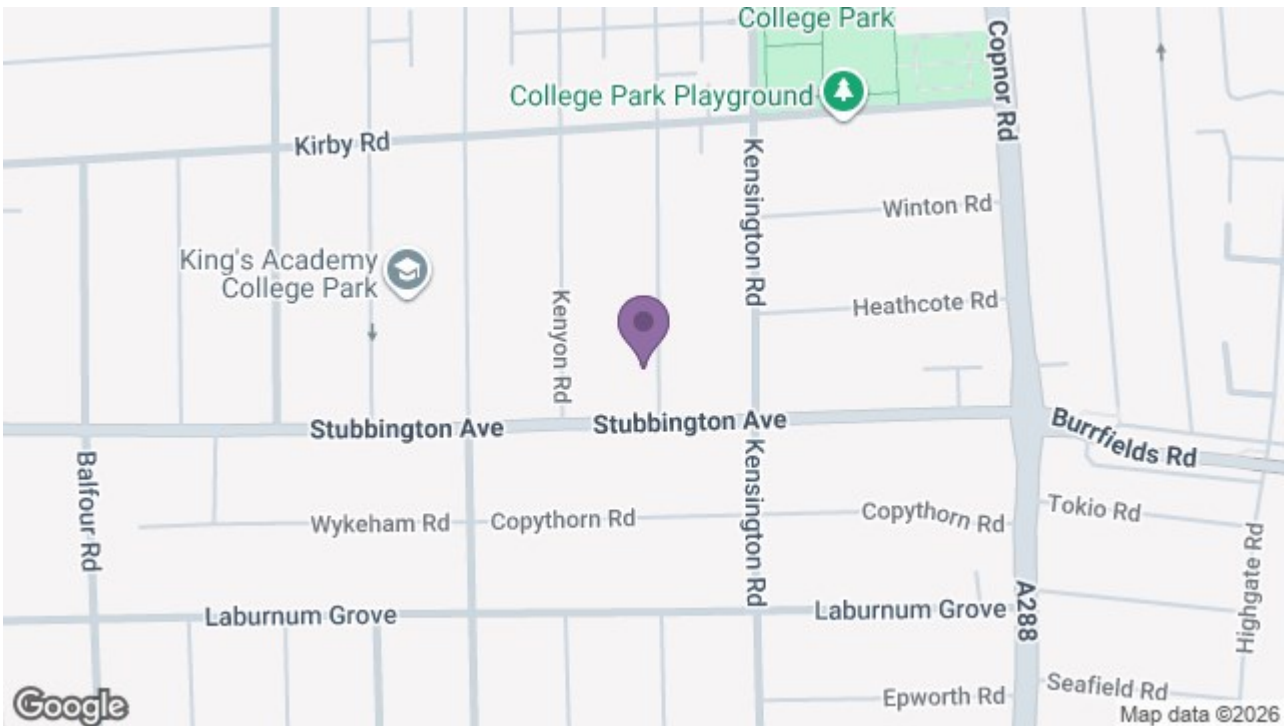 College Park
Copnor Rd
College Park Playground
Kirby Rd
Kensington Rd
Winton Rd
King's Academy
College Park
Kenyon Rd
Heathcote Rd
Stubbington Ave
Stubbington Ave
Burrfields Rd
Balfour Rd
Kensington Rd
Wykeham Rd
Copythorn Rd
Copythorn Rd
Tokio Rd
Highgate Rd
Laburnum Grove
Laburnum Grove
A288
Epworth Rd
Seafield Rd
Google
Map data ©2026